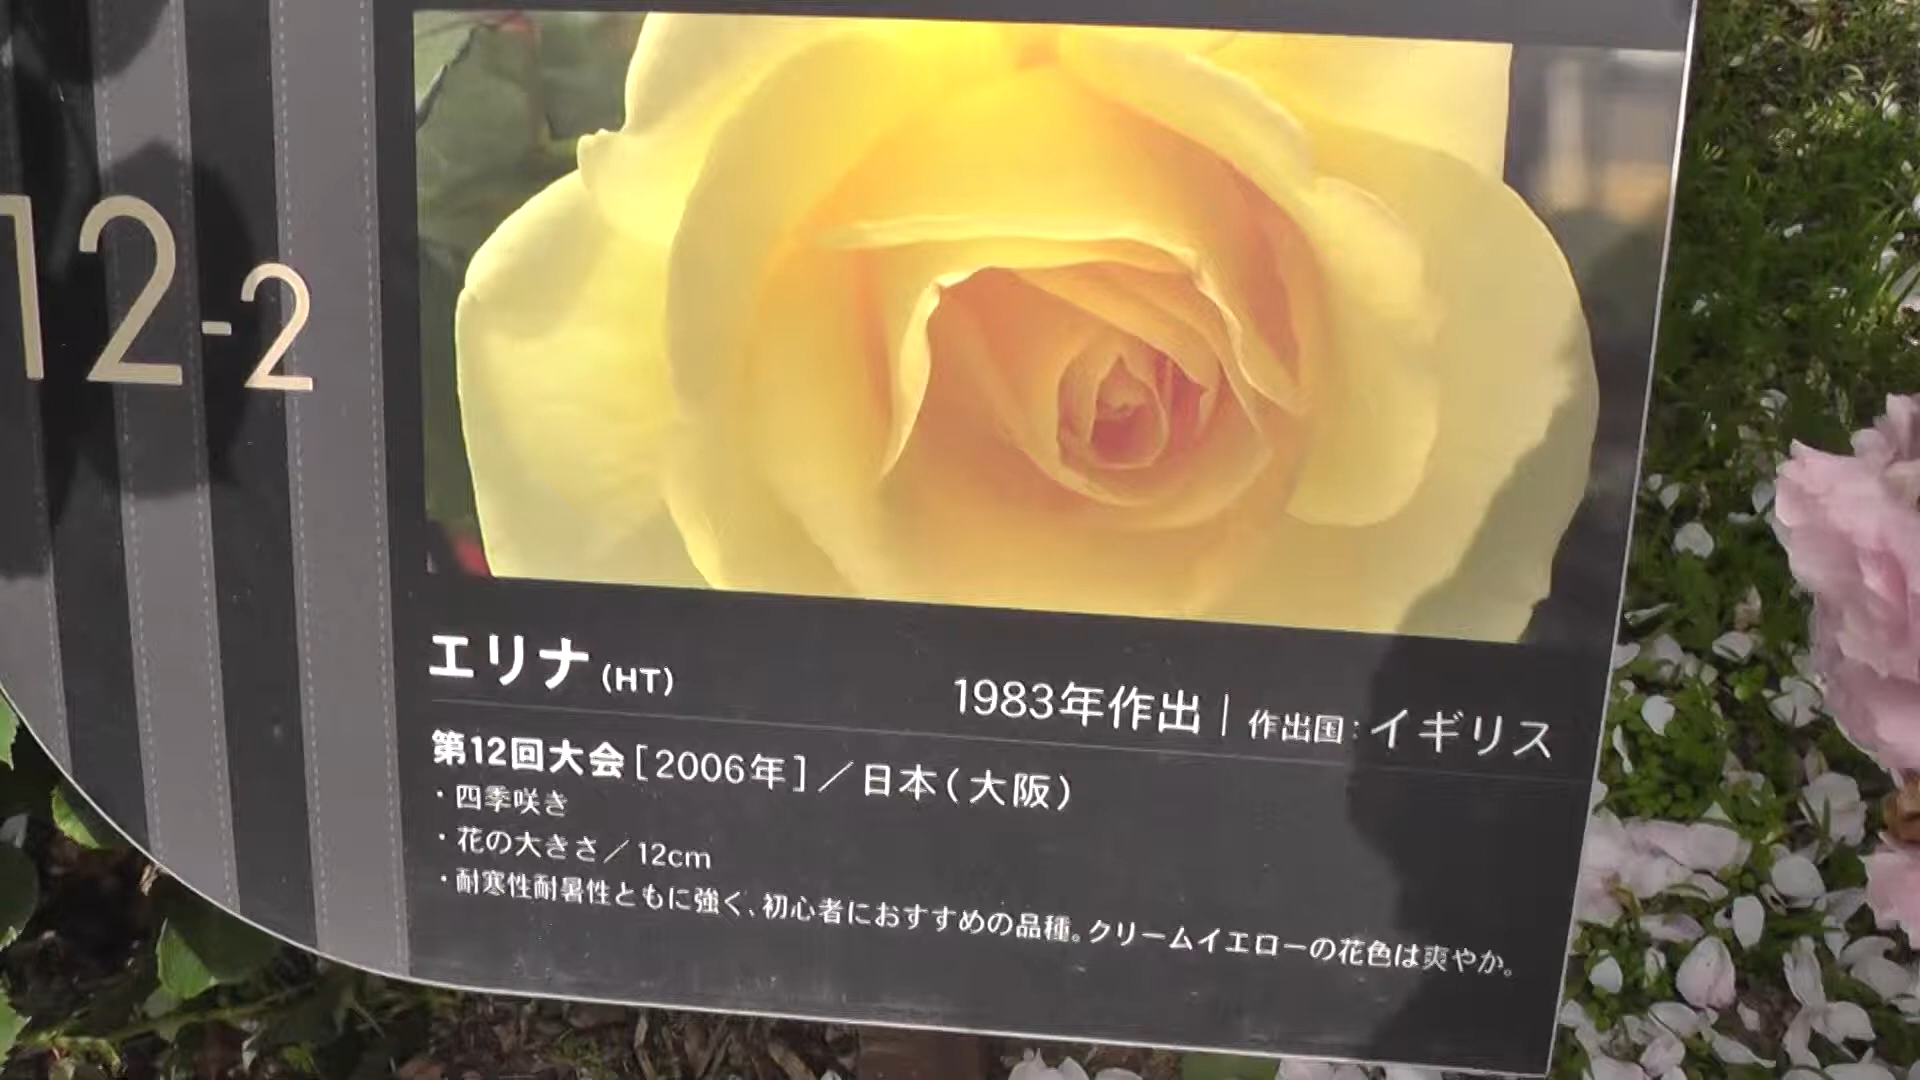 12-2
エリナ(HT)
1983年作出｜作出国:イギリス
第12回大会[2006年]／日本(大阪)
・四季咲き
・花の大きさ／12cm
・耐寒性耐暑性ともに強く、初心者におすすめの品種。クリームイエローの花色は爽やか。